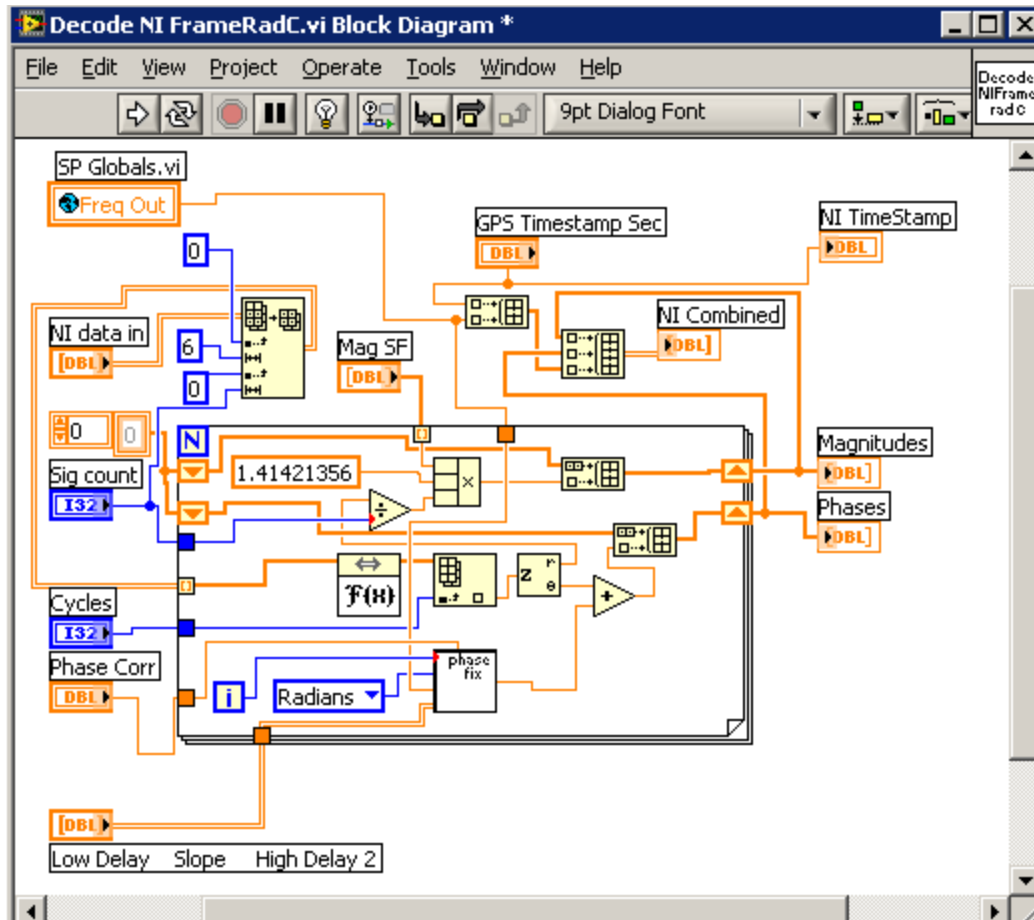 Decode NI FrameRadC.vi Block Diagram *
File Edit View Project Operate Tools Window Help
9pt Dialog Font
Decode
NIFrame
rad C
SP Globals.vi
Freq Out
GPS Timestamp Sec
DBL
NI TimeStamp
DBL
0
NI data in
[DBL]
6
0
Mag SF
[DBL]
NI Combined
[DBL]
0 0
N
Sig count
I32
1.41421356
×
÷
Magnitudes
[DBL]
Phases
[DBL]
F(x)
z r
θ
+
Cycles
I32
Phase Corr
DBL
i
Radians
phase
fix
[DBL]
Low Delay Slope High Delay 2